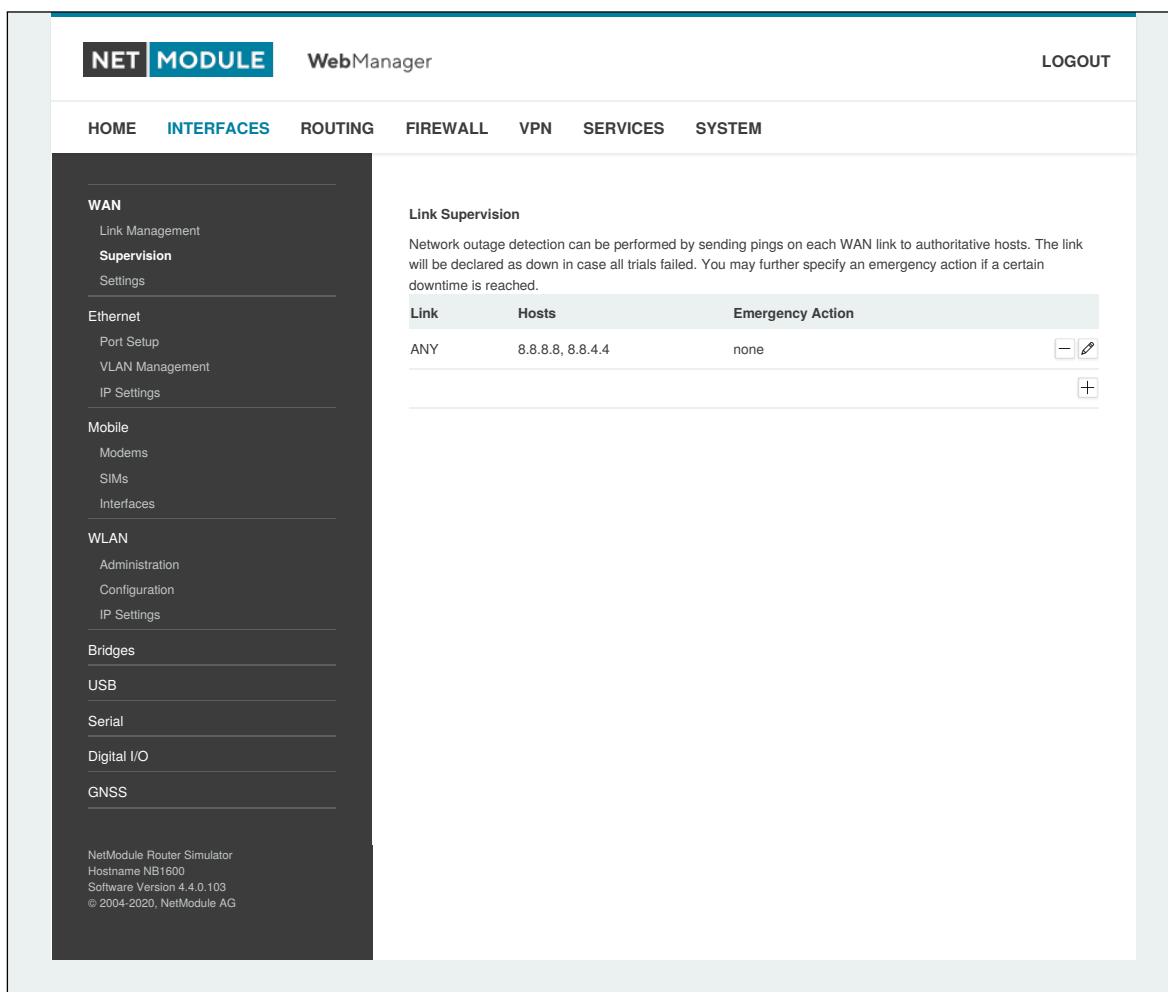 NET MODULE WebManager LOGOUT
HOME INTERFACES ROUTING FIREWALL VPN SERVICES SYSTEM
WAN
Link Management
Supervision
Settings
Ethernet
Port Setup
VLAN Management
IP Settings
Mobile
Modems
SIMs
Interfaces
WLAN
Administration
Configuration
IP Settings
Bridges
USB
Serial
Digital I/O
GNSS
NetModule Router Simulator
Hostname NB1600
Software Version 4.4.0.103
© 2004-2020, NetModule AG
Link Supervision
Network outage detection can be performed by sending pings on each WAN link to authoritative hosts. The link
will be declared as down in case all trials failed. You may further specify an emergency action if a certain
downtime is reached.
Link Hosts Emergency Action
ANY 8.8.8.8, 8.8.4.4 none